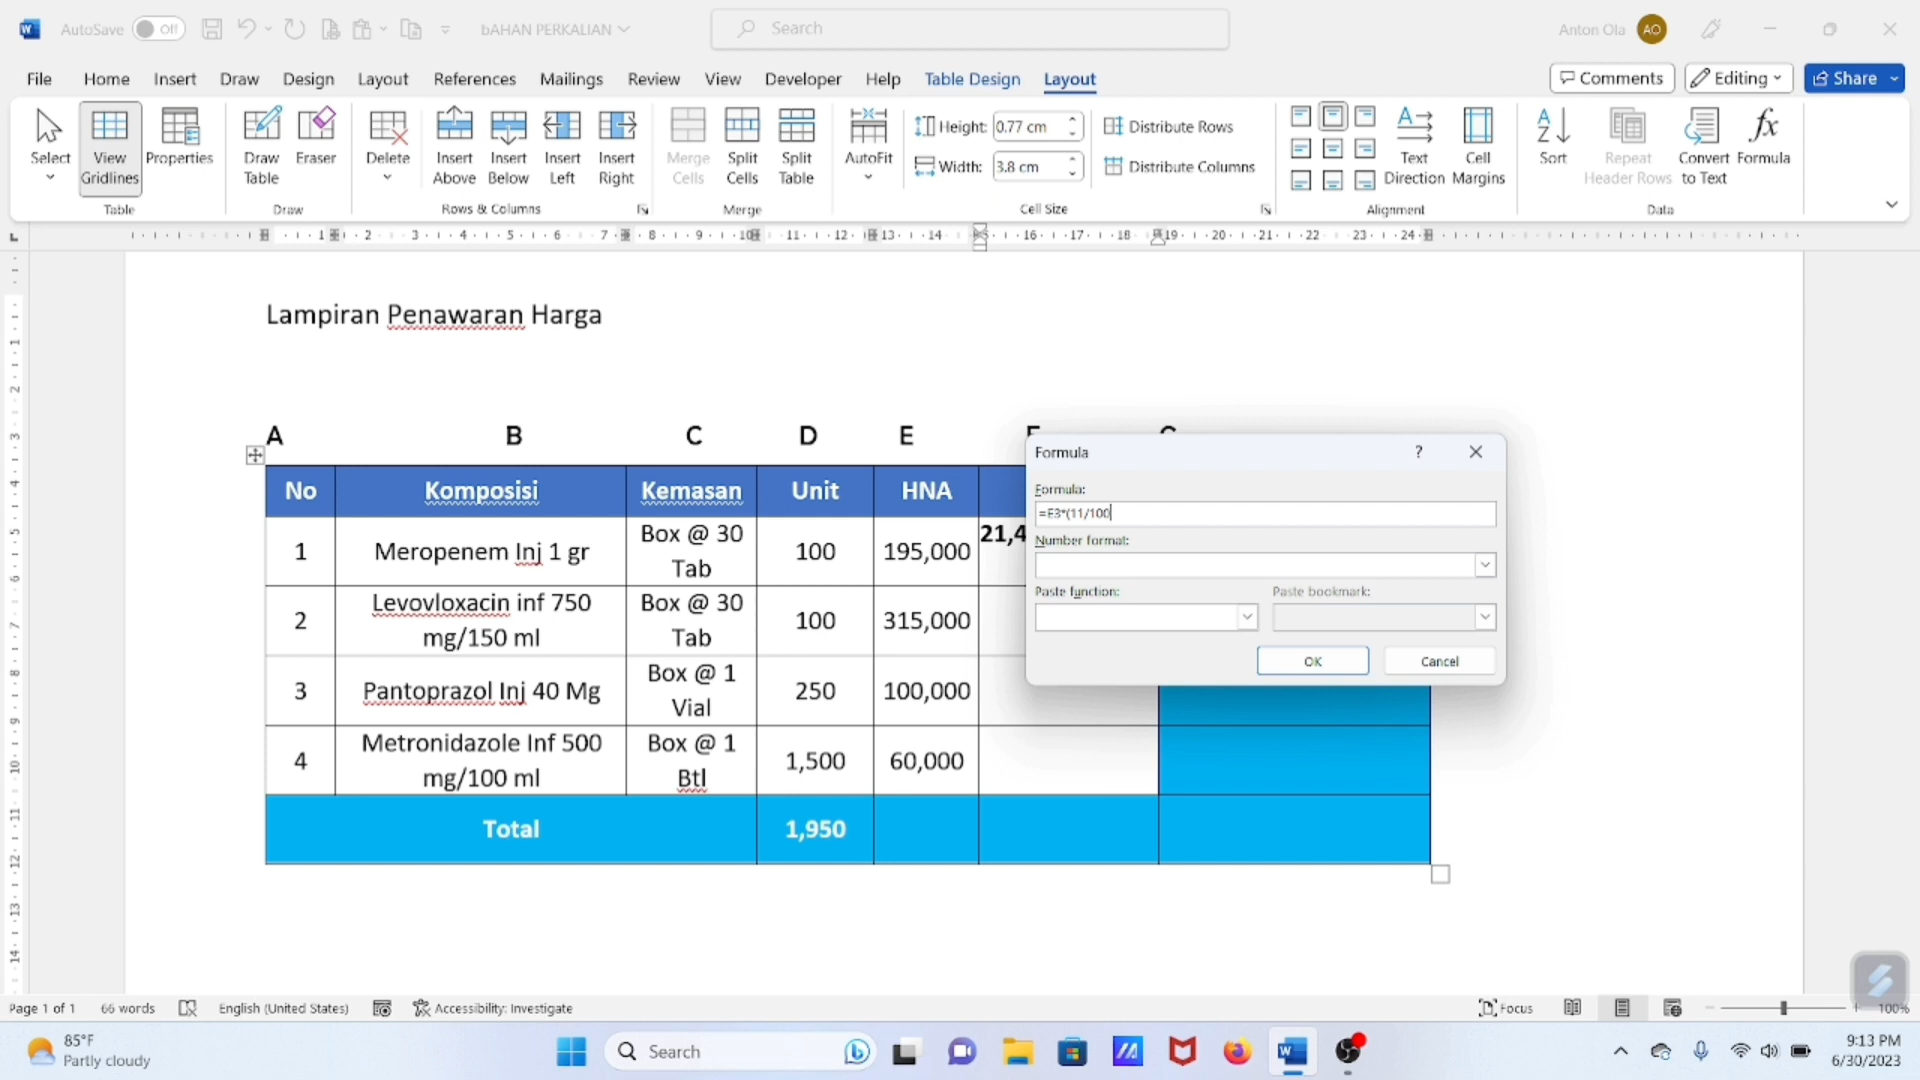 AutoSave Off bAHAN PERKALIAN Search Anton Ola AO
File Home Insert Draw Design Layout References Mailings Review View Developer Help Table Design Layout Comments Editing Share
Select View Gridlines Properties Draw Table Eraser Delete Insert Above Insert Below Insert Left Insert Right Merge Cells Split Cells Split Table AutoFit Height: 0.77 cm Width: 3.8 cm Distribute Rows Distribute Columns Text Direction Cell Margins Sort Repeat Header Rows Convert to Text Formula
Table Draw Rows & Columns Merge Cell Size Alignment Data
Lampiran Penawaran Harga
A B C D E
No Komposisi Kemasan Unit HNA
1 Meropenem Inj 1 gr Box @ 30 Tab 100 195,000 21,4
2 Levovloxacin inf 750 mg/150 ml Box @ 30 Tab 100 315,000
3 Pantoprazol Inj 40 Mg Box @ 1 Vial 250 100,000
4 Metronidazole Inf 500 mg/100 ml Box @ 1 Btl 1,500 60,000
Total 1,950
Formula ?
Formula:
=E3*(11/100
Number format:
Paste function: Paste bookmark:
OK Cancel
Page 1 of 1 66 words English (United States) Accessibility: Investigate Focus 100%
85°F
Partly cloudy
Search
9:13 PM
6/30/2023